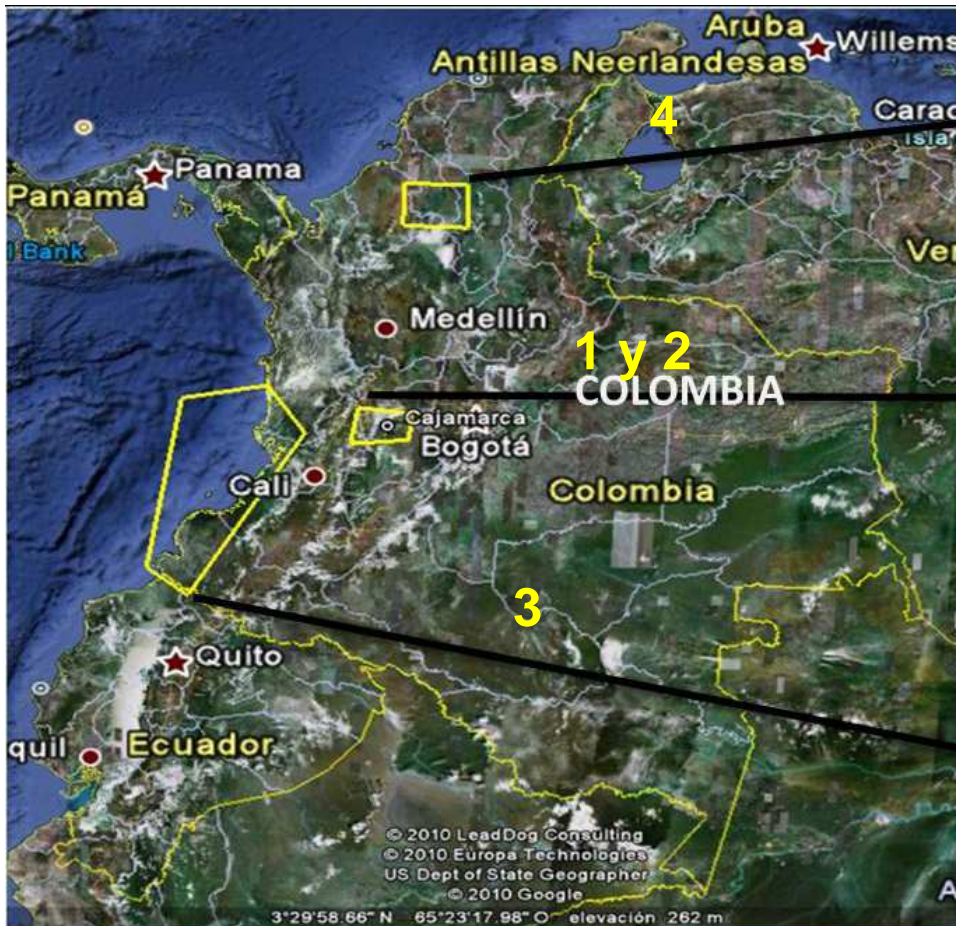 Aruba
Willems
Antillas Neerlandesas
4
Carac
isla
Panama
Panamá
l Bank
Ver
Medellín
1 y 2
COLOMBIA
Cajamarca
Bogotá
Cali
Colombia
3
Quito
quil
Ecuador
© 2010 LeadDog Consulting
© 2010 Europa Technologies
US Dept of State Geographer
© 2010 Google
A
3°29'58.66" N 65°23'17.98" O elevación 262 m